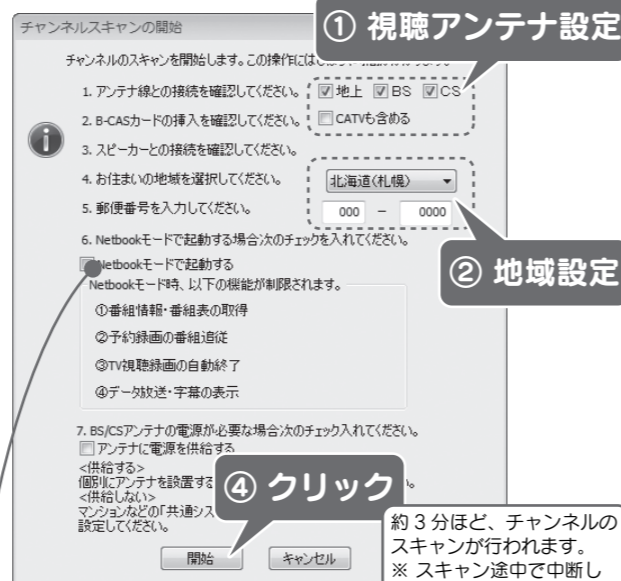 チャンネルスキャンの開始
① 視聴アンテナ設定
チャンネルのスキャンを開始します。この操作には
1. アンテナ線との接続を確認してください。
地上 BS CS
2. B-CASカードの挿入を確認してください。
CATVも含める
3. スピーカーとの接続を確認してください。
4. お住まいの地域を選択してください。
北海道(札幌)
5. 郵便番号を入力してください。
000 - 0000
6. Netbookモードで起動する場合次のチェックを入れてください。
② 地域設定
Netbookモードで起動する
Netbookモード時、以下の機能が制限されます。
①番組情報・番組表の取得
②予約録画の番組追従
③TV視聴録画の自動終了
④データ放送・字幕の表示
7. BS/CSアンテナの電源が必要な場合次のチェック入れてください。
アンテナに電源を供給する
<供給する>
個別にアンテナを設置する
④ クリック
<供給しない>
マンションなどの「共通シス
設定してください。
開始 キャンセル
約 3 分ほど、チャンネルの
スキャンが行われます。
※ スキャン途中で中断し